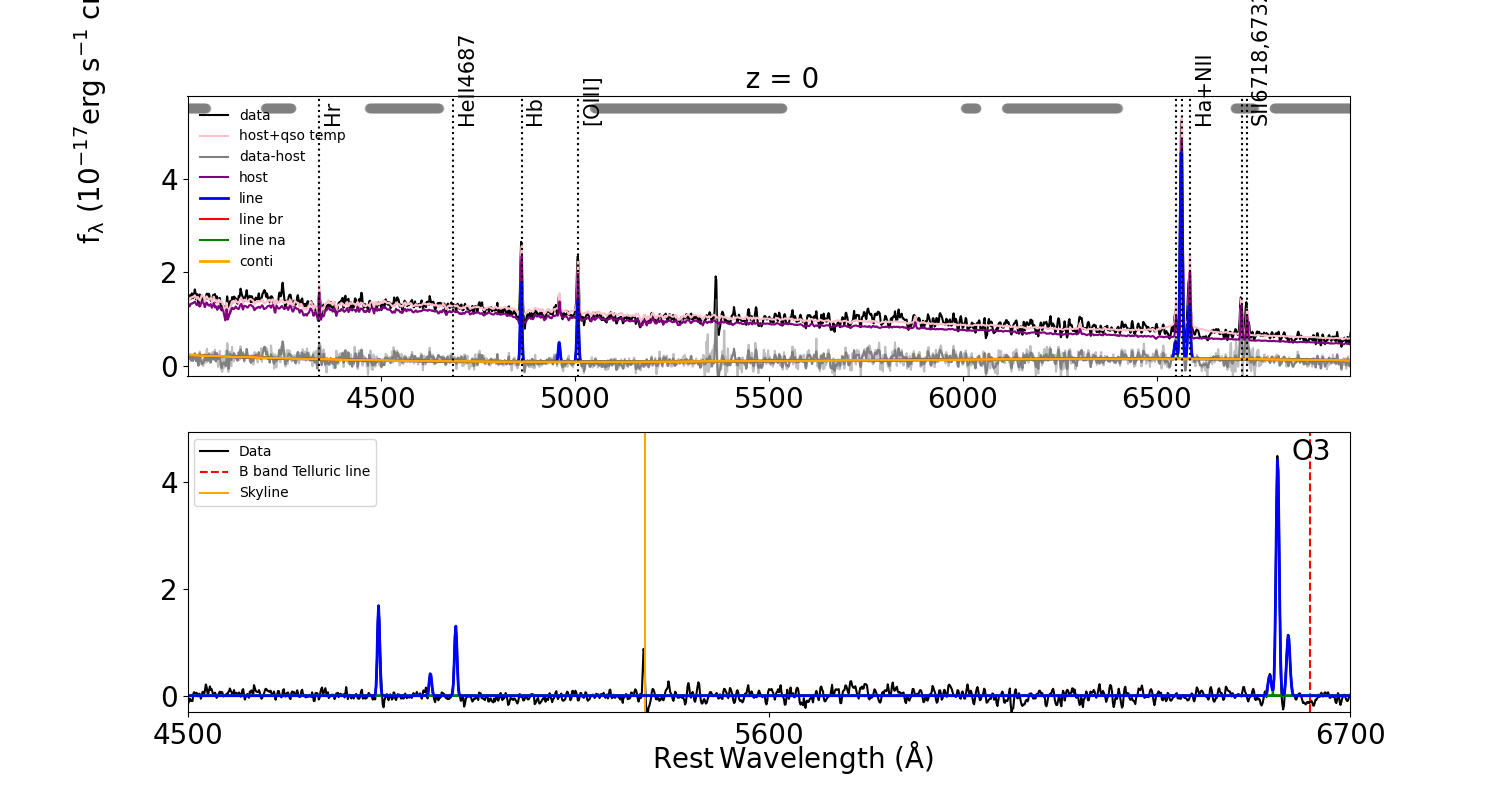 z = 0
f_λ (10^−17 erg s^−1
Hr
HeII4687
Hb
[OIII]
Ha+NII
SII6718,6732
data
host+qso temp
data-host
host
line
line br
line na
conti
4
2
0
4500
5000
5500
6000
6500
Data
B band Telluric line
Skyline
O3
4
2
0
4500
5600
6700
Rest Wavelength (Å)